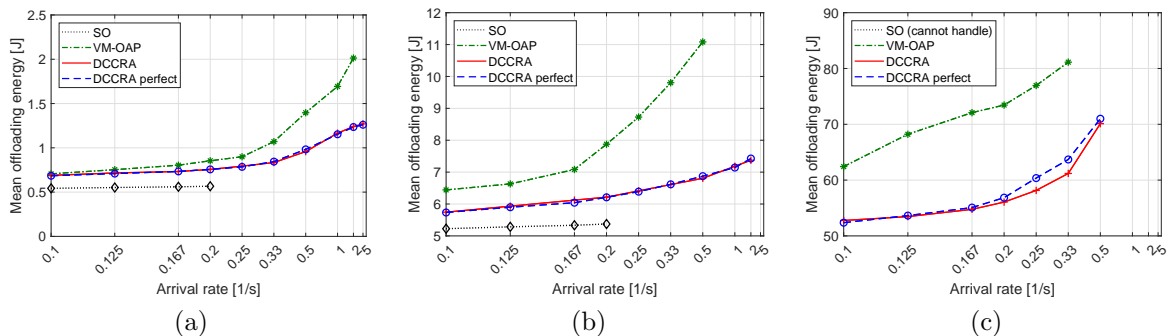 SO
VM-OAP
DCCRA
DCCRA perfect
Mean offloading energy [J]
2.5
2
1.5
1
0.5
0
0.1
0.125
0.167
0.2
0.25
0.33
0.5
1
2.5
Arrival rate [1/s]
(a)
SO
VM-OAP
DCCRA
DCCRA perfect
Mean offloading energy [J]
12
11
10
9
8
7
6
5
0.1
0.125
0.167
0.2
0.25
0.33
0.5
1
2.5
Arrival rate [1/s]
(b)
SO (cannot handle)
VM-OAP
DCCRA
DCCRA perfect
Mean offloading energy [J]
90
80
70
60
50
0.1
0.125
0.167
0.2
0.25
0.33
0.5
1
2.5
Arrival rate [1/s]
(c)